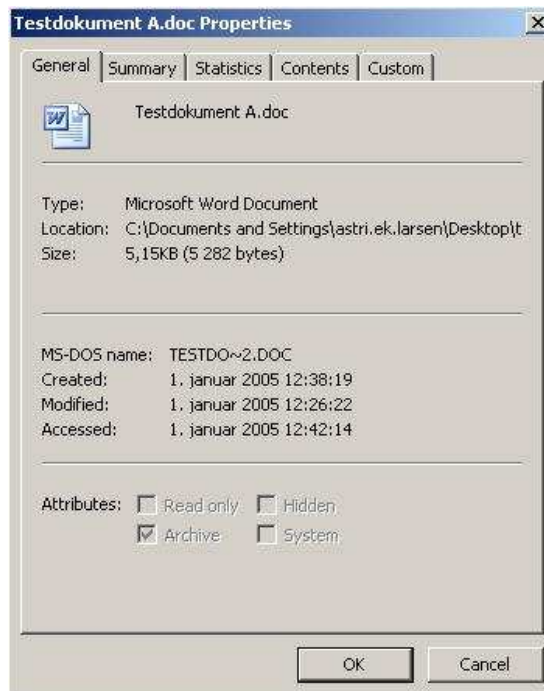 Testdokument A.doc Properties
General Summary Statistics Contents Custom
Testdokument A.doc
Type: Microsoft Word Document
Location: C:\Documents and Settings\astri.ek.larsen\Desktop\t
Size: 5,15KB (5 282 bytes)
MS-DOS name: TESTDO~2.DOC
Created: 1. januar 2005 12:38:19
Modified: 1. januar 2005 12:26:22
Accessed: 1. januar 2005 12:42:14
Attributes: Read only Hidden
Archive System
OK Cancel